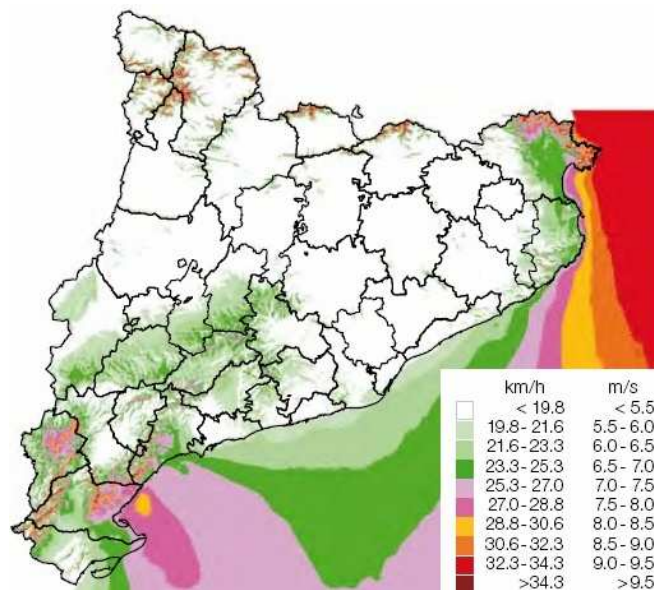 km/h m/s
< 19.8 < 5.5
19.8 - 21.6 5.5 - 6.0
21.6 - 23.3 6.0 - 6.5
23.3 - 25.3 6.5 - 7.0
25.3 - 27.0 7.0 - 7.5
27.0 - 28.8 7.5 - 8.0
28.8 - 30.6 8.0 - 8.5
30.6 - 32.3 8.5 - 9.0
32.3 - 34.3 9.0 - 9.5
>34.3 >9.5